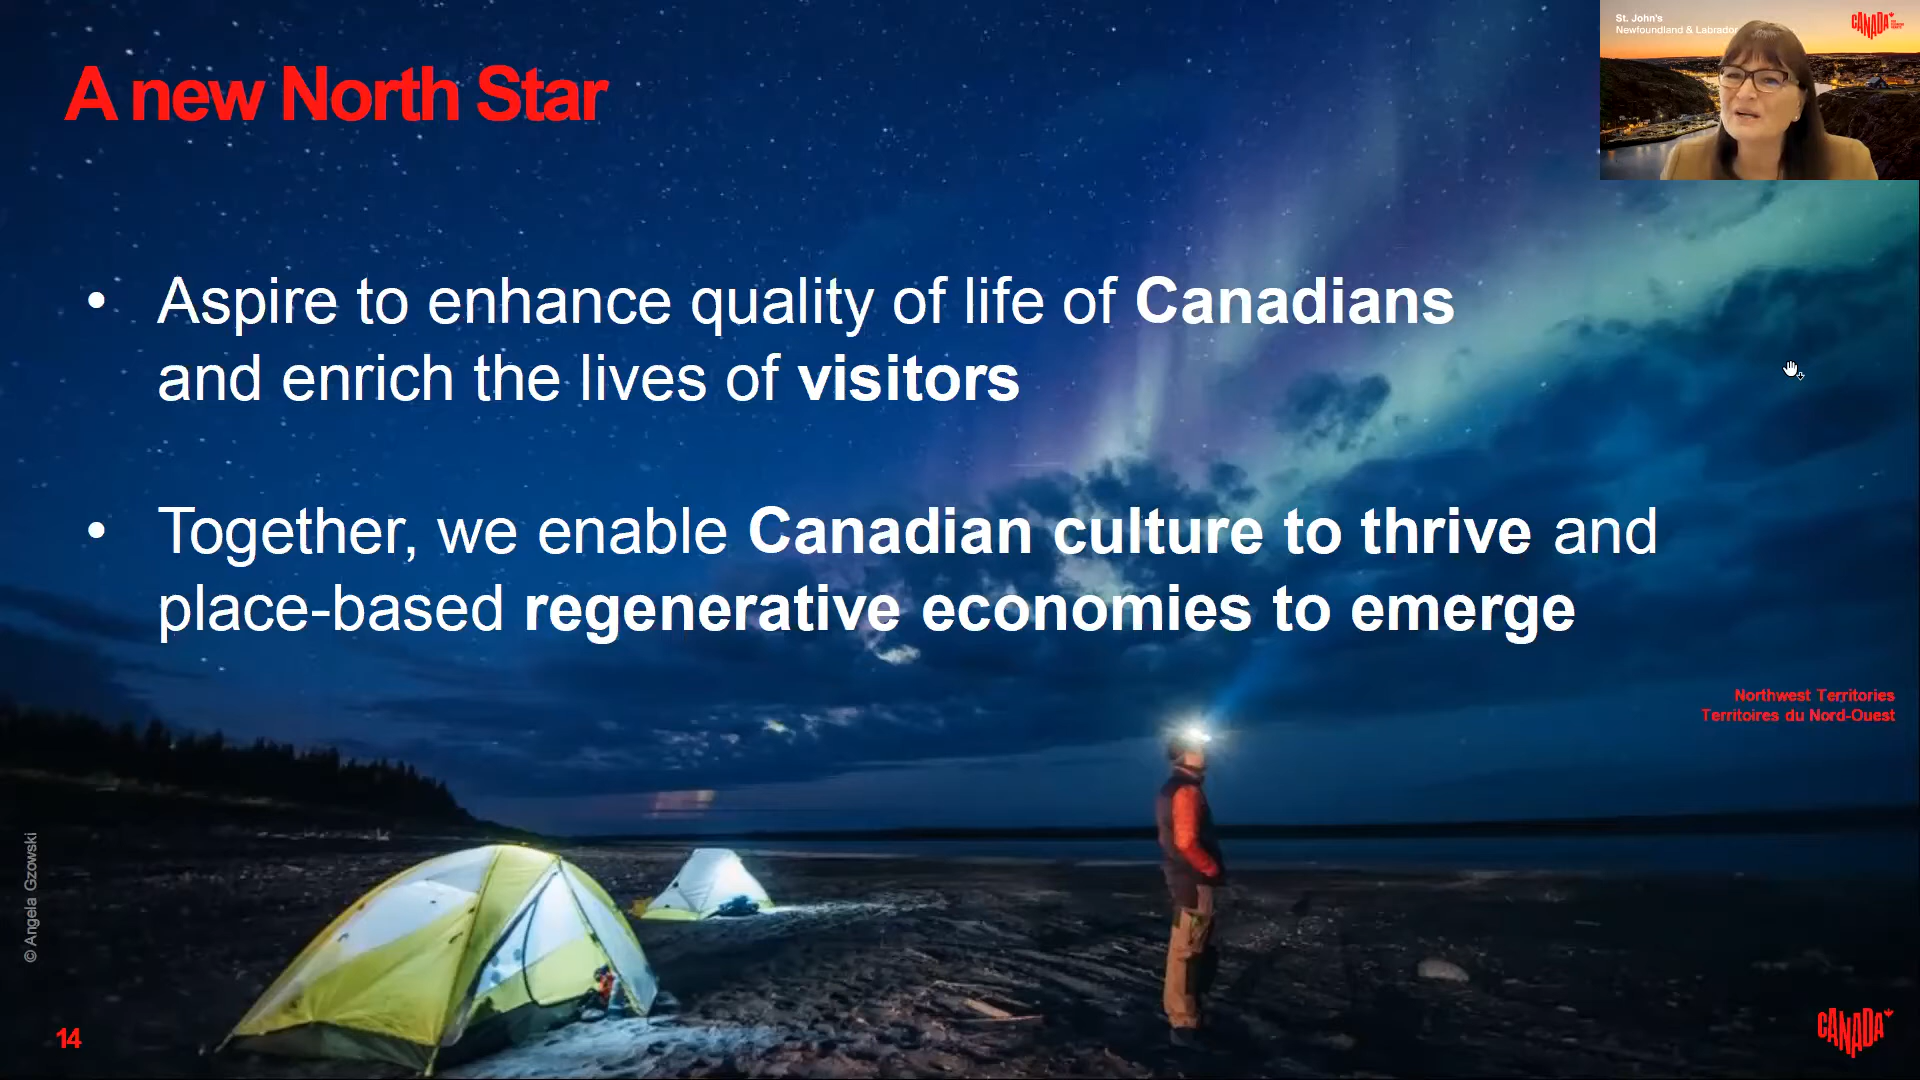 A new North Star
St. John's
Newfoundland & Labrador
CANADA
• Aspire to enhance quality of life of Canadians
and enrich the lives of visitors
• Together, we enable Canadian culture to thrive and
place-based regenerative economies to emerge
Northwest Territories
Territoires du Nord-Ouest
© Angela Gzowski
14
CANADA